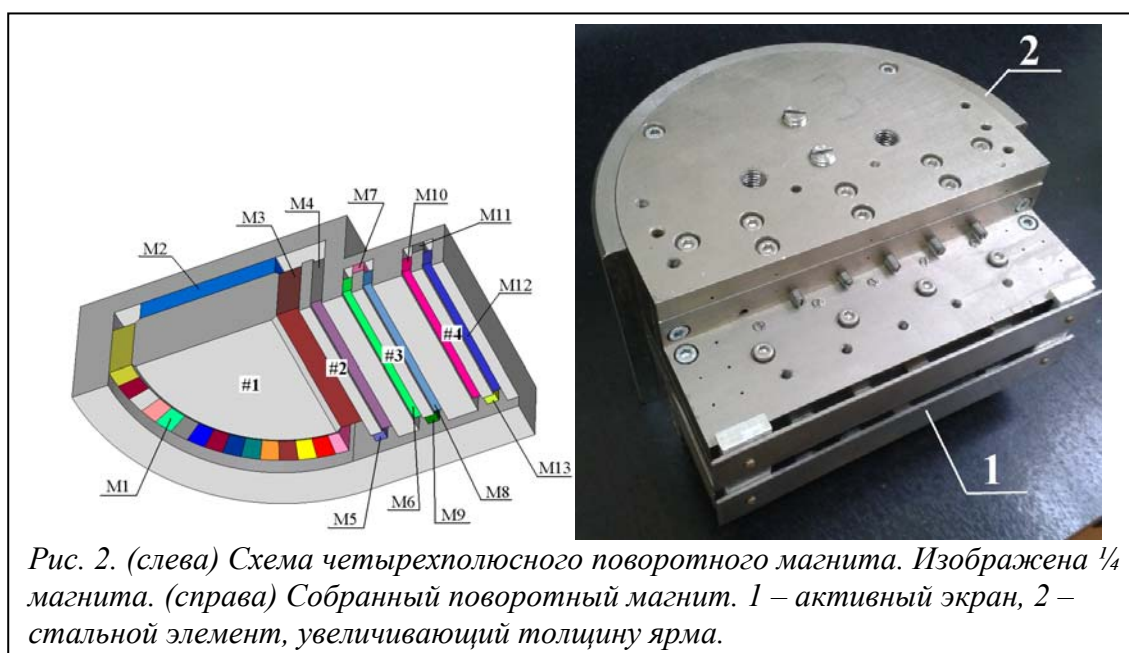 2
M7
M10
M4
M11
M3
M2
M12
#4
#3
#2
#1
M13
M1
M8
M6
M9
M5
1
Рис. 2. (слева) Схема четырехполюсного поворотного магнита. Изображена ¼
магнита. (справа) Собранный поворотный магнит. 1 – активный экран, 2 –
стальной элемент, увеличивающий толщину ярма.